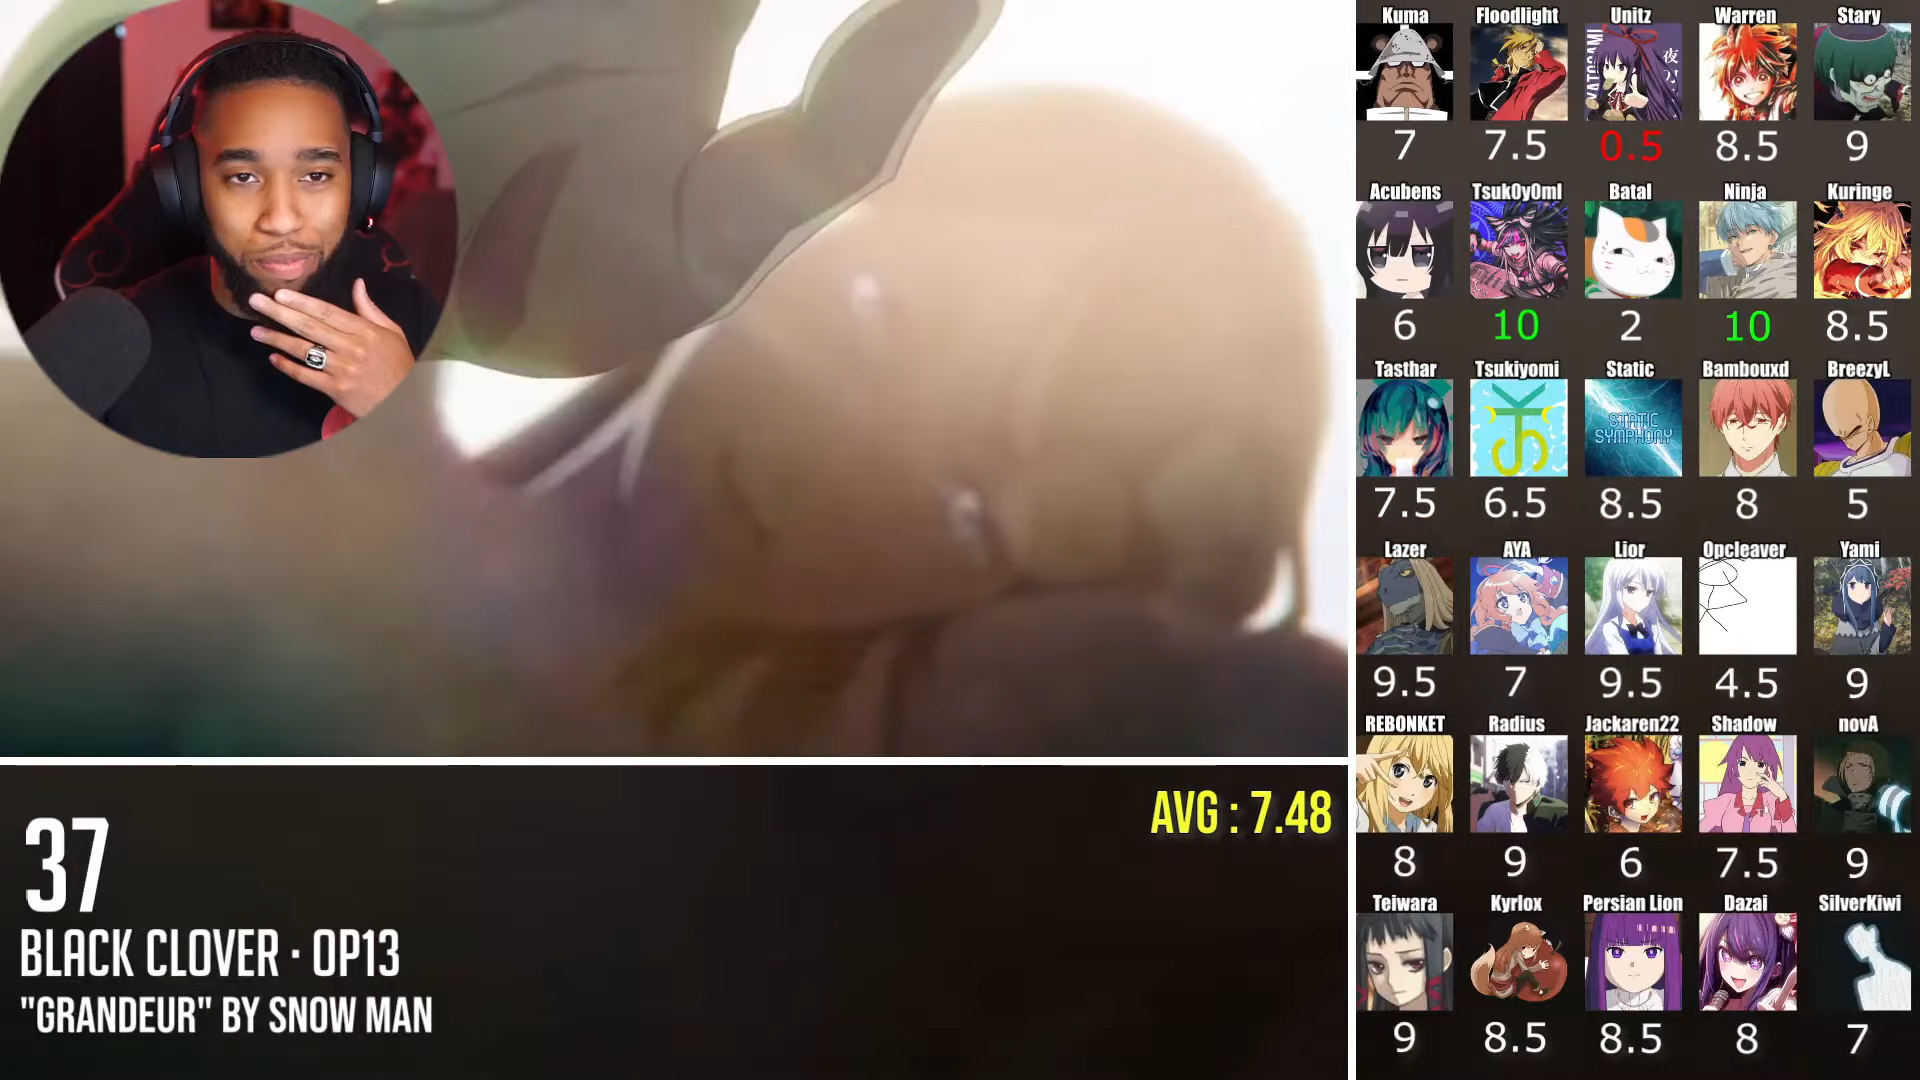 Kuma Floodlight Unitz Warren Stary
7 7.5 0.5 8.5 9
Acubens Tsuk0y0mI Batal Ninja Kuringe
6 10 2 10 8.5
Tasthar Tsukiyomi Static Bambouxd BreezyL
STATIC
SYMPHONY
7.5 6.5 8.5 8 5
Lazer AYA Lior Opcleaver Yami
9.5 7 9.5 4.5 9
REBONKET Radius Jackaren22 Shadow novA
8 9 6 7.5 9
Teiwara Kyrlox Persian Lion Dazai SilverKiwi
9 8.5 8.5 8 7
AVG : 7.48
37
BLACK CLOVER · OP13
"GRANDEUR" BY SNOW MAN